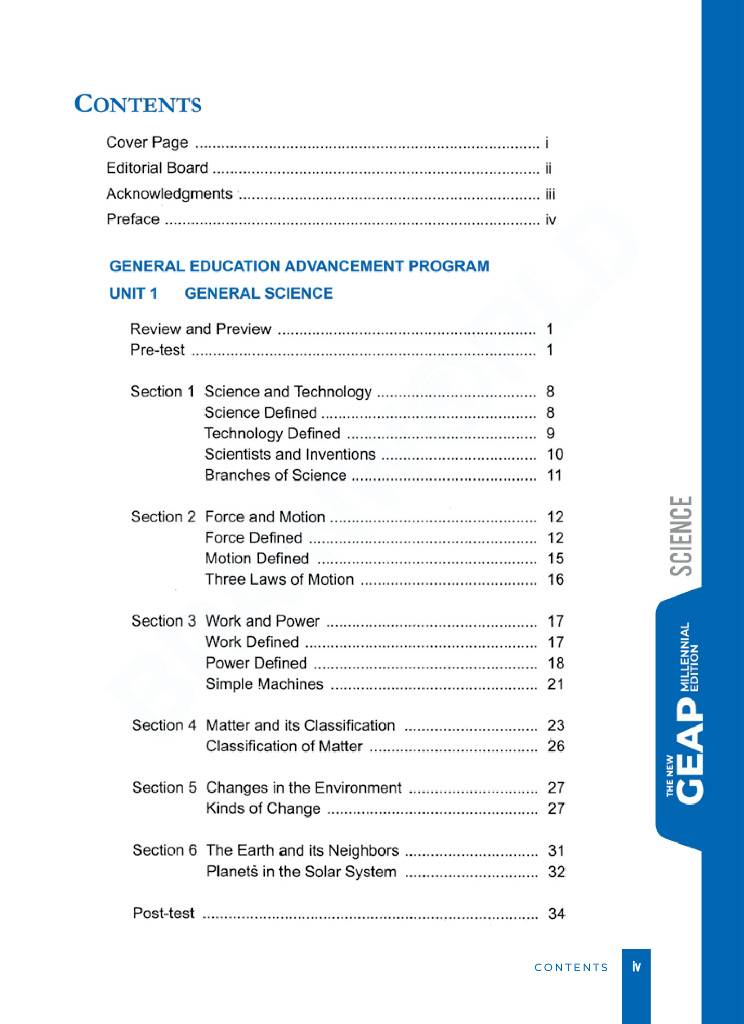 CONTENTS
Cover Page ........ i
Editorial Board ........ ii
Acknowledgments ........ iii
Preface ........ iv
GENERAL EDUCATION ADVANCEMENT PROGRAM
UNIT 1 GENERAL SCIENCE
Review and Preview ........ 1
Pre-test ........ 1
Section 1 Science and Technology ........ 8
Science Defined ........ 8
Technology Defined ........ 9
Scientists and Inventions ........ 10
Branches of Science ........ 11
Section 2 Force and Motion ........ 12
Force Defined ........ 12
Motion Defined ........ 15
Three Laws of Motion ........ 16
Section 3 Work and Power ........ 17
Work Defined ........ 17
Power Defined ........ 18
Simple Machines ........ 21
Section 4 Matter and its Classification ........ 23
Classification of Matter ........ 26
Section 5 Changes in the Environment ........ 27
Kinds of Change ........ 27
Section 6 The Earth and its Neighbors ........ 31
Planets in the Solar System ........ 32
Post-test ........ 34
SCIENCE
THE NEW
GEAP
MILLENNIAL
EDITION
CONTENTS iv